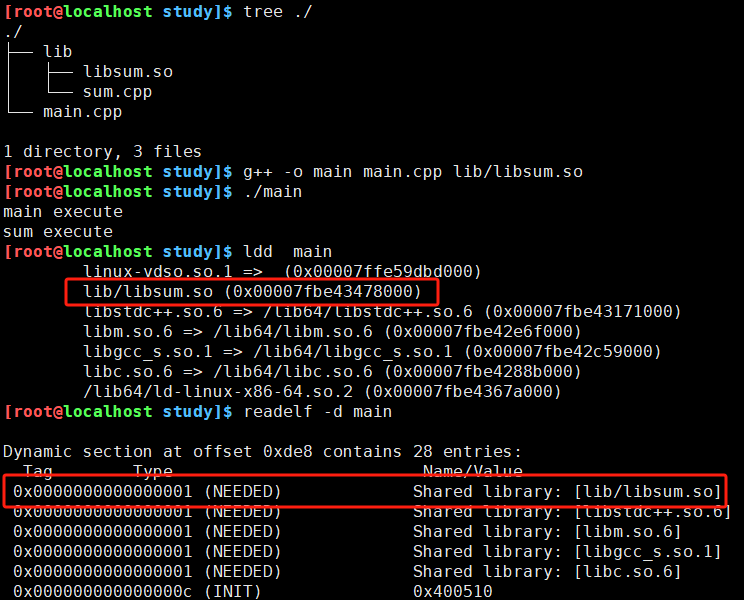 [root@localhost study]$ tree ./
./
├── lib
│   ├── libsum.so
│   └── sum.cpp
└── main.cpp
1 directory, 3 files
[root@localhost study]$ g++ -o main main.cpp lib/libsum.so
[root@localhost study]$ ./main
main execute
sum execute
[root@localhost study]$ ldd  main
        linux-vdso.so.1 =>  (0x00007ffe59dbd000)
        lib/libsum.so (0x00007fbe43478000)
        libstdc++.so.6 => /lib64/libstdc++.so.6 (0x00007fbe43171000)
        libm.so.6 => /lib64/libm.so.6 (0x00007fbe42e6f000)
        libgcc_s.so.1 => /lib64/libgcc_s.so.1 (0x00007fbe42c59000)
        libc.so.6 => /lib64/libc.so.6 (0x00007fbe4288b000)
        /lib64/ld-linux-x86-64.so.2 (0x00007fbe4367a000)
[root@localhost study]$ readelf -d main
Dynamic section at offset 0xde8 contains 28 entries:
  Tag        Type                         Name/Value
 0x0000000000000001 (NEEDED)             Shared library: [lib/libsum.so]
 0x0000000000000001 (NEEDED)             Shared library: [libstdc++.so.6]
 0x0000000000000001 (NEEDED)             Shared library: [libm.so.6]
 0x0000000000000001 (NEEDED)             Shared library: [libgcc_s.so.1]
 0x0000000000000001 (NEEDED)             Shared library: [libc.so.6]
 0x000000000000000c (INIT)               0x400510